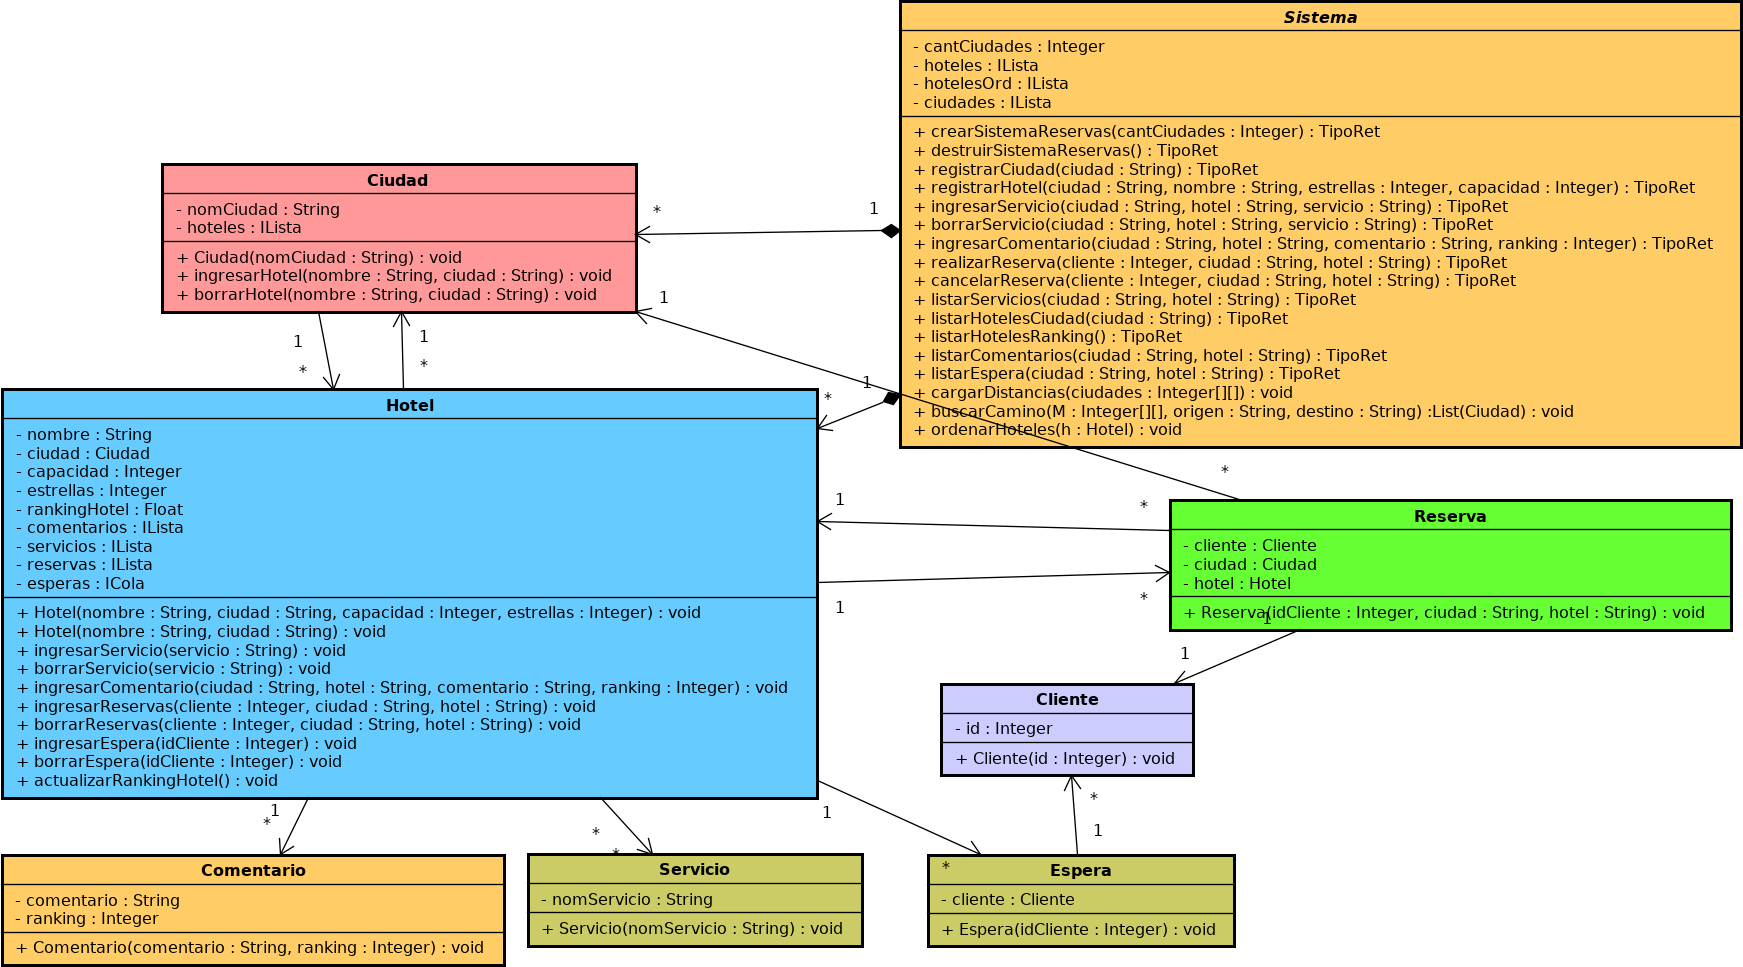 Sistema
- cantCiudades : Integer
- hoteles : ILista
- hotelesOrd : ILista
- ciudades : ILista
+ crearSistemaReservas(cantCiudades : Integer) : TipoRet
+ destruirSistemaReservas() : TipoRet
+ registrarCiudad(ciudad : String) : TipoRet
+ registrarHotel(ciudad : String, nombre : String, estrellas : Integer, capacidad : Integer) : TipoRet
+ ingresarServicio(ciudad : String, hotel : String, servicio : String) : TipoRet
+ borrarServicio(ciudad : String, hotel : String, servicio : String) : TipoRet
+ ingresarComentario(ciudad : String, hotel : String, comentario : String, ranking : Integer) : TipoRet
+ realizarReserva(cliente : Integer, ciudad : String, hotel : String) : TipoRet
+ cancelarReserva(cliente : Integer, ciudad : String, hotel : String) : TipoRet
+ listarServicios(ciudad : String, hotel : String) : TipoRet
+ listarHotelesCiudad(ciudad : String) : TipoRet
+ listarHotelesRanking() : TipoRet
+ listarComentarios(ciudad : String, hotel : String) : TipoRet
+ listarEspera(ciudad : String, hotel : String) : TipoRet
+ cargarDistancias(ciudades : Integer[][]) : void
+ buscarCamino(M : Integer[][], origen : String, destino : String) :List(Ciudad) : void
+ ordenarHoteles(h : Hotel) : void
Ciudad
- nomCiudad : String
- hoteles : ILista
+ Ciudad(nomCiudad : String) : void
+ ingresarHotel(nombre : String, ciudad : String) : void
+ borrarHotel(nombre : String, ciudad : String) : void
* 1
1
1 1
* *
* 1
*
Hotel
- nombre : String
- ciudad : Ciudad
- capacidad : Integer
- estrellas : Integer
- rankingHotel : Float
- comentarios : ILista
- servicios : ILista
- reservas : ILista
- esperas : ICola
+ Hotel(nombre : String, ciudad : String, capacidad : Integer, estrellas : Integer) : void
+ Hotel(nombre : String, ciudad : String) : void
+ ingresarServicio(servicio : String) : void
+ borrarServicio(servicio : String) : void
+ ingresarComentario(ciudad : String, hotel : String, comentario : String, ranking : Integer) : void
+ ingresarReservas(cliente : Integer, ciudad : String, hotel : String) : void
+ borrarReservas(cliente : Integer, ciudad : String, hotel : String) : void
+ ingresarEspera(idCliente : Integer) : void
+ borrarEspera(idCliente : Integer) : void
+ actualizarRankingHotel() : void
1 *
1 *
Reserva
- cliente : Cliente
- ciudad : Ciudad
- hotel : Hotel
+ Reserva(idCliente : Integer, ciudad : String, hotel : String) : void
1
1
Cliente
- id : Integer
+ Cliente(id : Integer) : void
*
1
1
*
*
*
1
*
Comentario
- comentario : String
- ranking : Integer
+ Comentario(comentario : String, ranking : Integer) : void
Servicio
- nomServicio : String
+ Servicio(nomServicio : String) : void
Espera
- cliente : Cliente
+ Espera(idCliente : Integer) : void